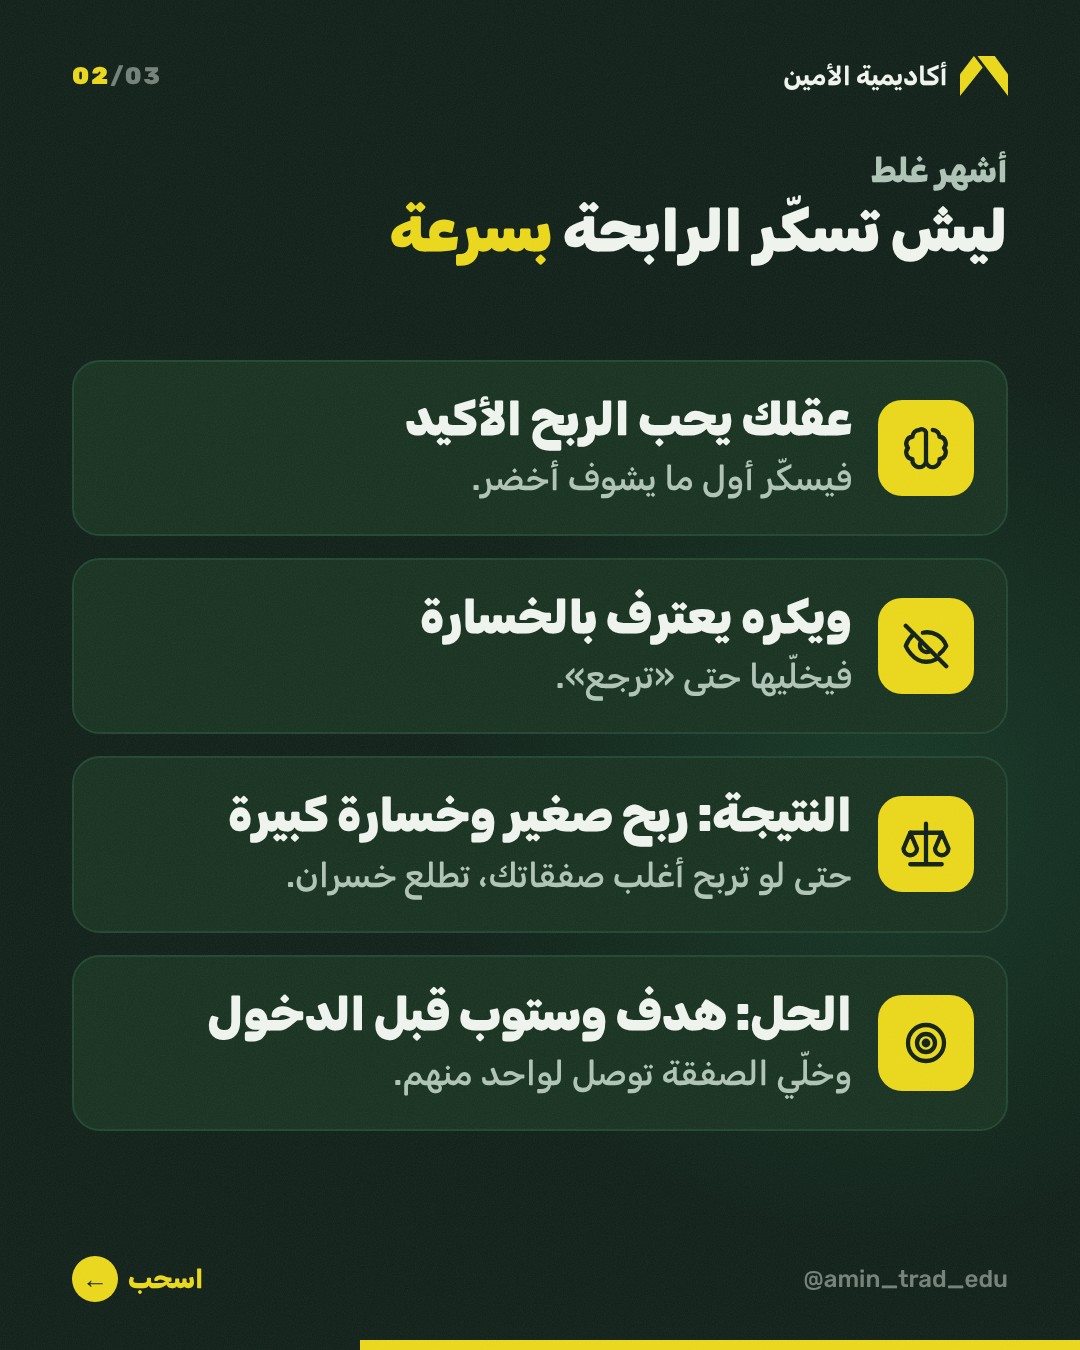 أكاديمية الأمين
02/03
أشهر غلط
ليش تسكّر الرابحة بسرعة
عقلك يحب الربح الأكيد
فيسكّر أول ما يشوف أخضر.
ويكره يعترف بالخسارة
فيخلّيها حتى «ترجع».
النتيجة: ربح صغير وخسارة كبيرة
حتى لو تربح أغلب صفقاتك، تطلع خسران.
الحل: هدف وستوب قبل الدخول
وخلّي الصفقة توصل لواحد منهم.
@amin_trad_edu
اسحب ←